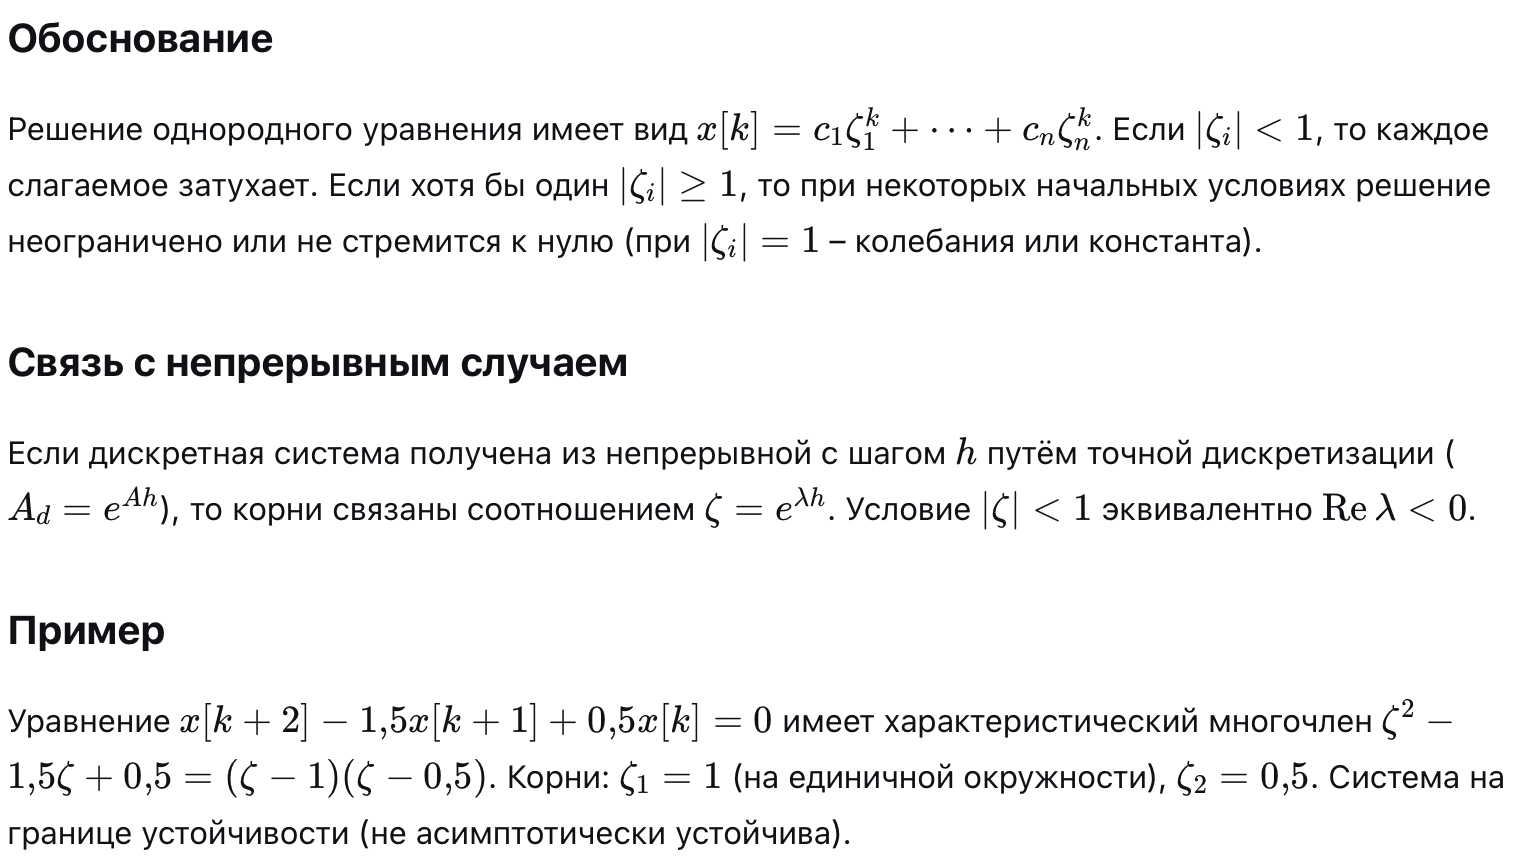 Обоснование
Решение однородного уравнения имеет вид x[k] = c₁ζ₁ᵏ + ⋯ + cₙζₙᵏ. Если |ζᵢ| < 1, то каждое
слагаемое затухает. Если хотя бы один |ζᵢ| ≥ 1, то при некоторых начальных условиях решение
неограничено или не стремится к нулю (при |ζᵢ| = 1 – колебания или константа).
Связь с непрерывным случаем
Если дискретная система получена из непрерывной с шагом h путём точной дискретизации (
A_d = e^{Ah}), то корни связаны соотношением ζ = e^{λh}. Условие |ζ| < 1 эквивалентно Re λ < 0.
Пример
Уравнение x[k + 2] − 1,5x[k + 1] + 0,5x[k] = 0 имеет характеристический многочлен ζ² −
1,5ζ + 0,5 = (ζ − 1)(ζ − 0,5). Корни: ζ₁ = 1 (на единичной окружности), ζ₂ = 0,5. Система на
границе устойчивости (не асимптотически устойчива).